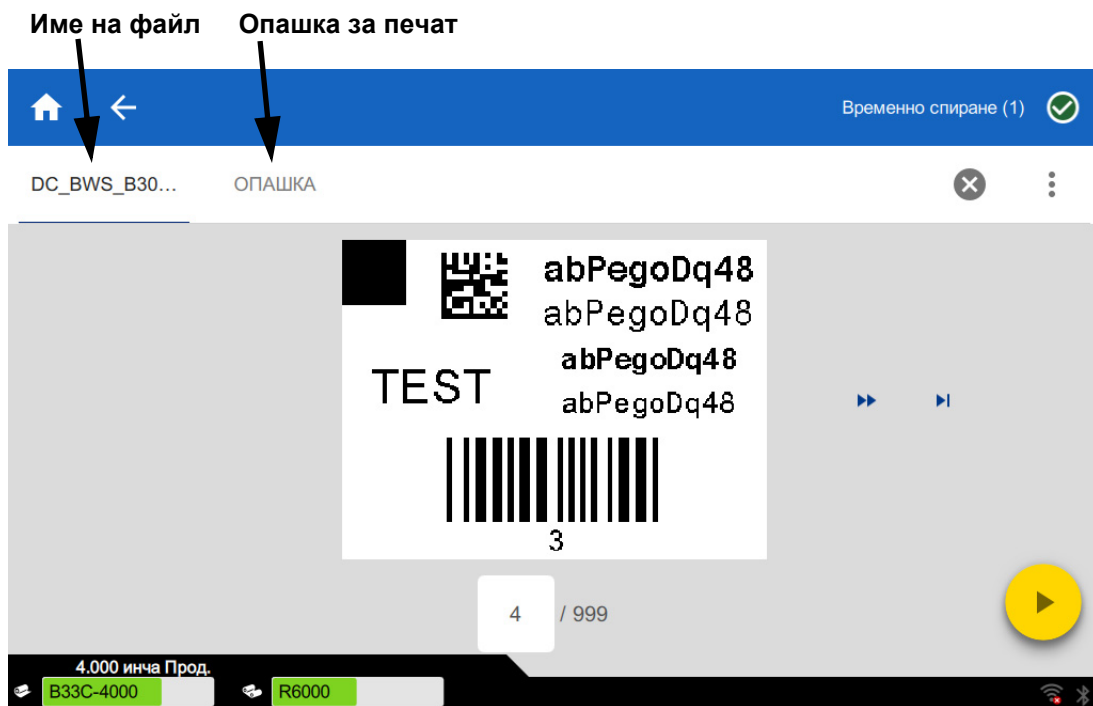 Име на файл Опашка за печат
Временно спиране (1)
DC_BWS_B30... ОПАШКА
abPegoDq48
abPegoDq48
abPegoDq48
TEST
abPegoDq48
3
4 / 999
4.000 инча Прод.
B33C-4000 R6000